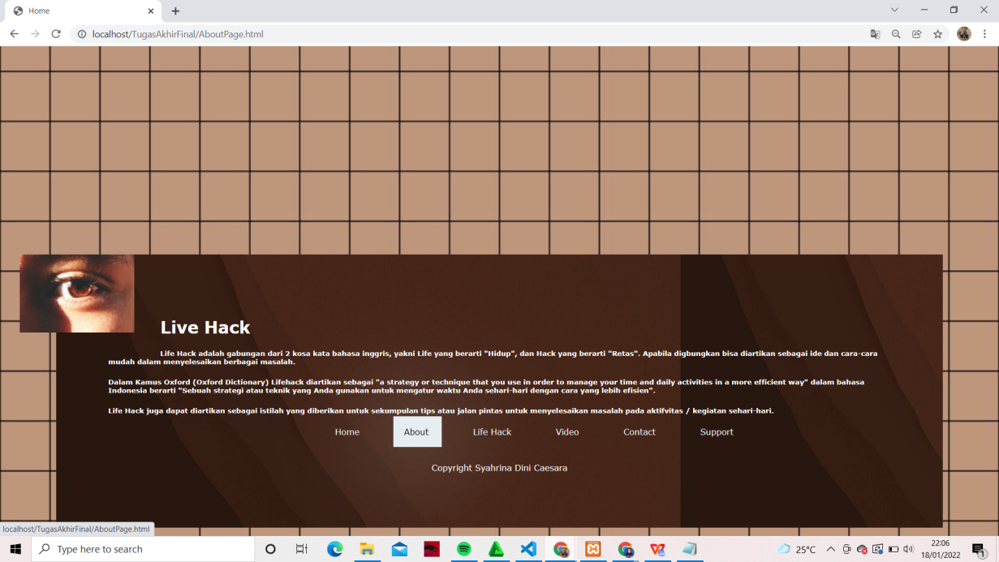 Home
localhost/TugasAkhirFinal/AboutPage.html
Live Hack
Life Hack adalah gabungan dari 2 kosa kata bahasa inggris, yakni Life yang berarti "Hidup", dan Hack yang berarti "Retas". Apabila digbungkan bisa diartikan sebagai ide dan cara-cara
mudah dalam menyelesaikan berbagai masalah.
Dalam Kamus Oxford (Oxford Dictionary) Lifehack diartikan sebagai "a strategy or technique that you use in order to manage your time and daily activities in a more efficient way" dalam bahasa
Indonesia berarti "Sebuah strategi atau teknik yang Anda gunakan untuk mengatur waktu Anda sehari-hari dengan cara yang lebih efisien".
Life Hack juga dapat diartikan sebagai istilah yang diberikan untuk sekumpulan tips atau jalan pintas untuk menyelesaikan masalah pada aktifvitas / kegiatan sehari-hari.
Home About Life Hack Video Contact Support
Copyright Syahrina Dini Caesara
localhost/TugasAkhirFinal/AboutPage.html
Type here to search
25°C
22:06
18/01/2022
1